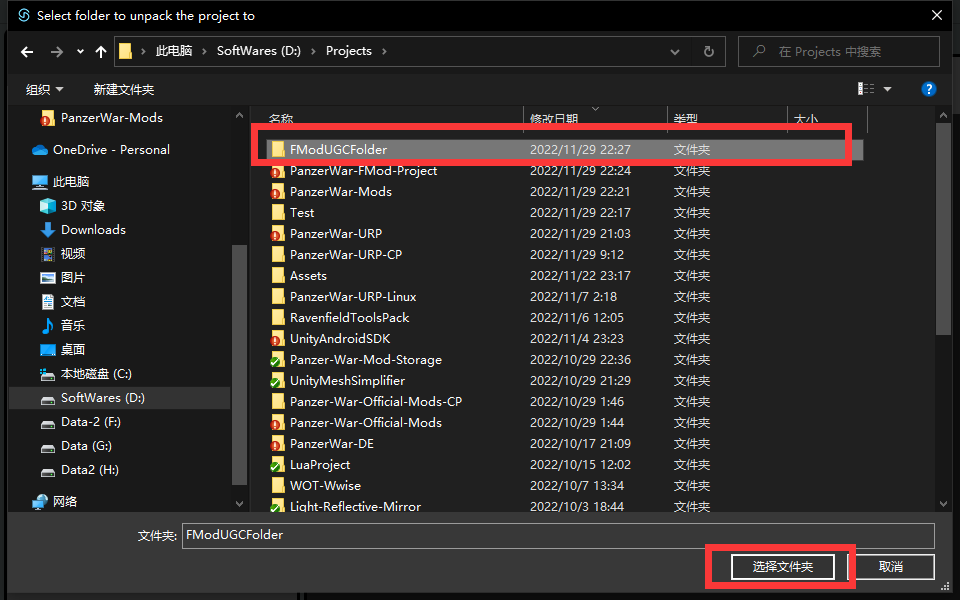 Select folder to unpack the project to
此电脑 › SoftWares (D:) › Projects ›
在 Projects 中搜索
组织
新建文件夹
PanzerWar-Mods
OneDrive - Personal
此电脑
3D 对象
Downloads
视频
图片
文档
音乐
桌面
本地磁盘 (C:)
SoftWares (D:)
Data-2 (F:)
Data (G:)
Data2 (H:)
网络
名称 修改日期 类型 大小
FModUGCFolder 2022/11/29 22:27 文件夹
PanzerWar-FMod-Project 2022/11/29 22:24 文件夹
PanzerWar-Mods 2022/11/29 22:21 文件夹
Test 2022/11/29 22:17 文件夹
PanzerWar-URP 2022/11/29 21:03 文件夹
PanzerWar-URP-CP 2022/11/29 9:12 文件夹
Assets 2022/11/22 23:17 文件夹
PanzerWar-URP-Linux 2022/11/7 2:18 文件夹
RavenfieldToolsPack 2022/11/6 12:05 文件夹
UnityAndroidSDK 2022/11/4 23:23 文件夹
Panzer-War-Mod-Storage 2022/10/29 22:36 文件夹
UnityMeshSimplifier 2022/10/29 21:29 文件夹
Panzer-War-Official-Mods-CP 2022/10/29 1:46 文件夹
Panzer-War-Official-Mods 2022/10/29 1:44 文件夹
PanzerWar-DE 2022/10/17 21:09 文件夹
LuaProject 2022/10/15 12:02 文件夹
WOT-Wwise 2022/10/7 13:34 文件夹
Light-Reflective-Mirror 2022/10/3 18:44 文件夹
文件夹: FModUGCFolder
选择文件夹
取消